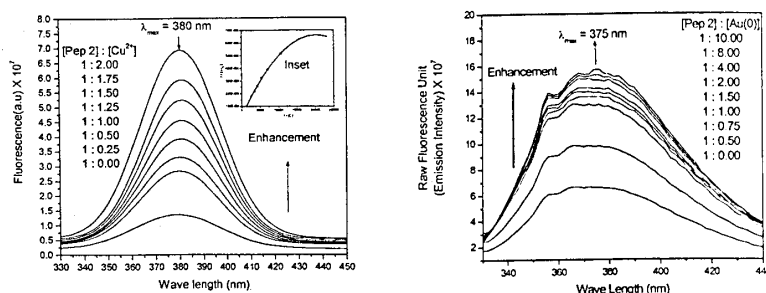 8.0
7.5
7.0
6.5
6.0
5.5
5.0
4.5
4.0
3.5
3.0
2.5
2.0
1.5
1.0
0.5
0.0
Fluorescence(a.u) X 10⁷
[Pep 2] : [Cu²⁺]
1 : 2.00
1 : 1.75
1 : 1.50
1 : 1.25
1 : 1.00
1 : 0.50
1 : 0.25
1 : 0.00
λmax = 380 nm
Inset
Enhancement
330 340 350 360 370 380 390 400 410 420 430 440 450
Wave length (nm)
20
18
16
14
12
10
8
6
4
2
Raw Fluorescence Unit
(Emission Intensity) X 10⁷
Enhancement
λmax = 375 nm
[Pep 2] : [Au(0)]
1 : 10.00
1 : 8.00
1 : 4.00
1 : 2.00
1 : 1.50
1 : 1.00
1 : 0.75
1 : 0.50
1 : 0.00
340 360 380 400 420 44
Wave Length (nm)